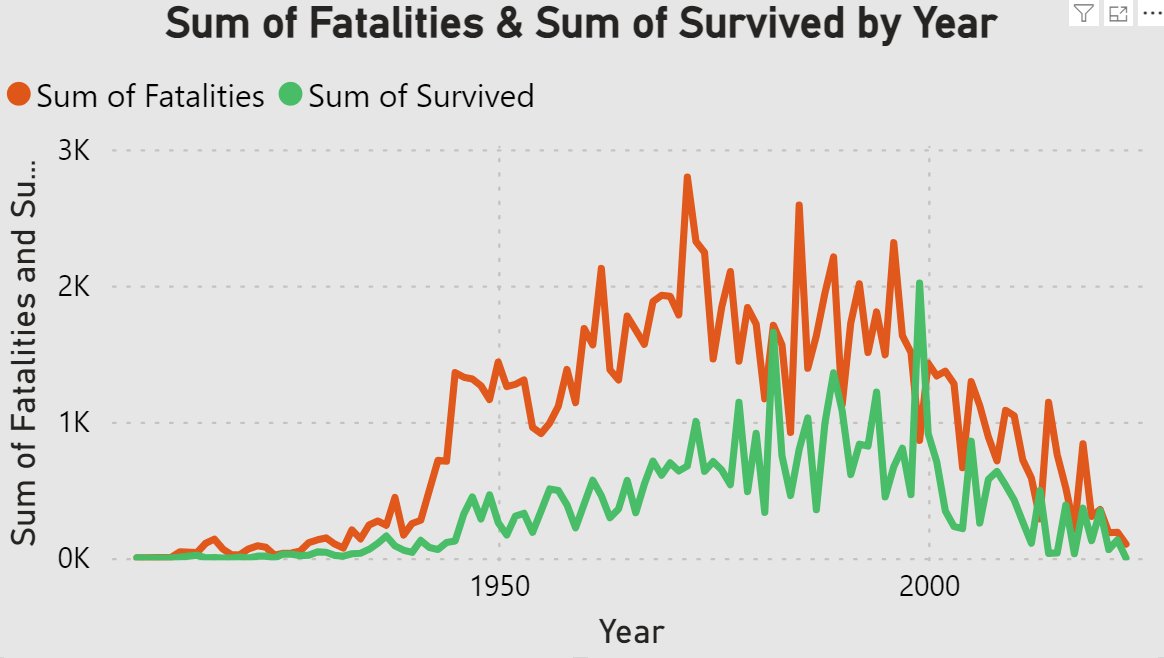 Sum of Fatalities & Sum of Survived by Year
Sum of Fatalities Sum of Survived
Sum of Fatalities and Su...
3K
2K
1K
0K
1950 2000
Year